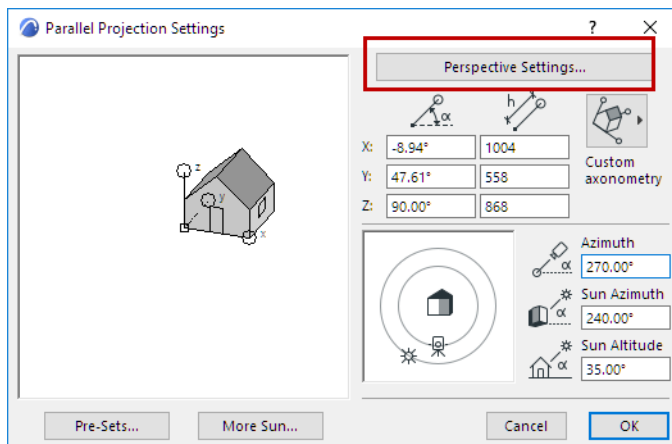 Parallel Projection Settings
?
Perspective Settings...
α
h
X: -8.94° 1004
Y: 47.61° 558
Z: 90.00° 868
Custom
axonometry
z
y
x
Azimuth
α 270.00°
Sun Azimuth
α 240.00°
Sun Altitude
α 35.00°
Pre-Sets...
More Sun...
Cancel
OK